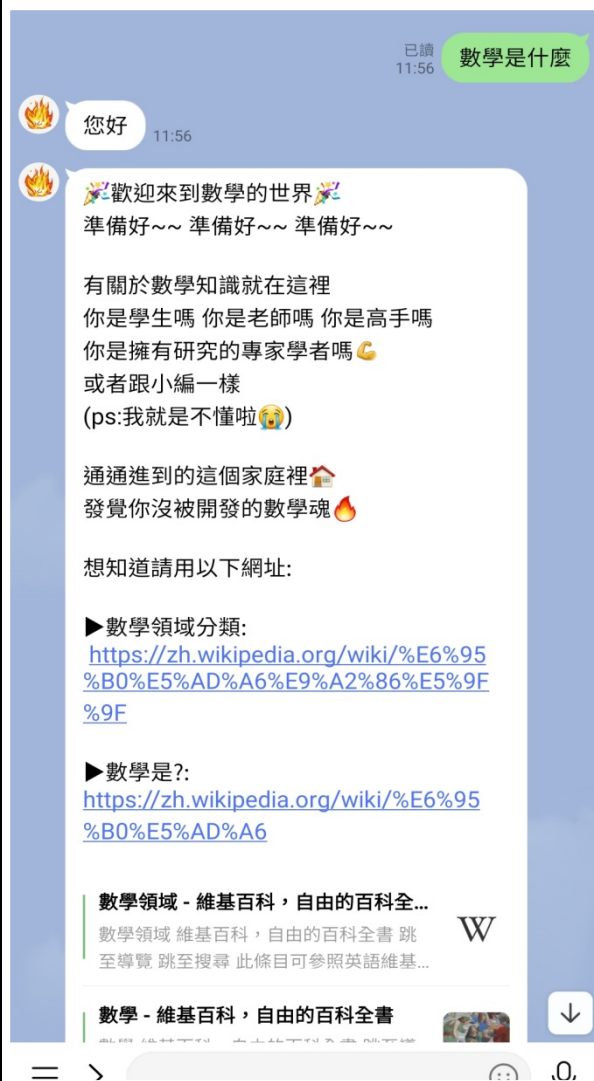 已讀
11:56
數學是什麼
您好
11:56
🎉歡迎來到數學的世界🎉
準備好~~ 準備好~~ 準備好~~
有關於數學知識就在這裡
你是學生嗎 你是老師嗎 你是高手嗎
你是擁有研究的專家學者嗎💪
或者跟小編一樣
(ps:我就是不懂啦😭)
通通進到的這個家庭裡🏠
發覺你沒被開發的數學魂🔥
想知道請用以下網址:
▶數學領域分類:
https://zh.wikipedia.org/wiki/%E6%95
%B0%E5%AD%A6%E9%A2%86%E5%9F
%9F
▶數學是?:
https://zh.wikipedia.org/wiki/%E6%95
%B0%E5%AD%A6
數學領域 - 維基百科，自由的百科全...
W
數學領域 維基百科，自由的百科全書 跳
至導覽 跳至搜尋 此條目可參照英語維基...
數學 - 維基百科，自由的百科全書